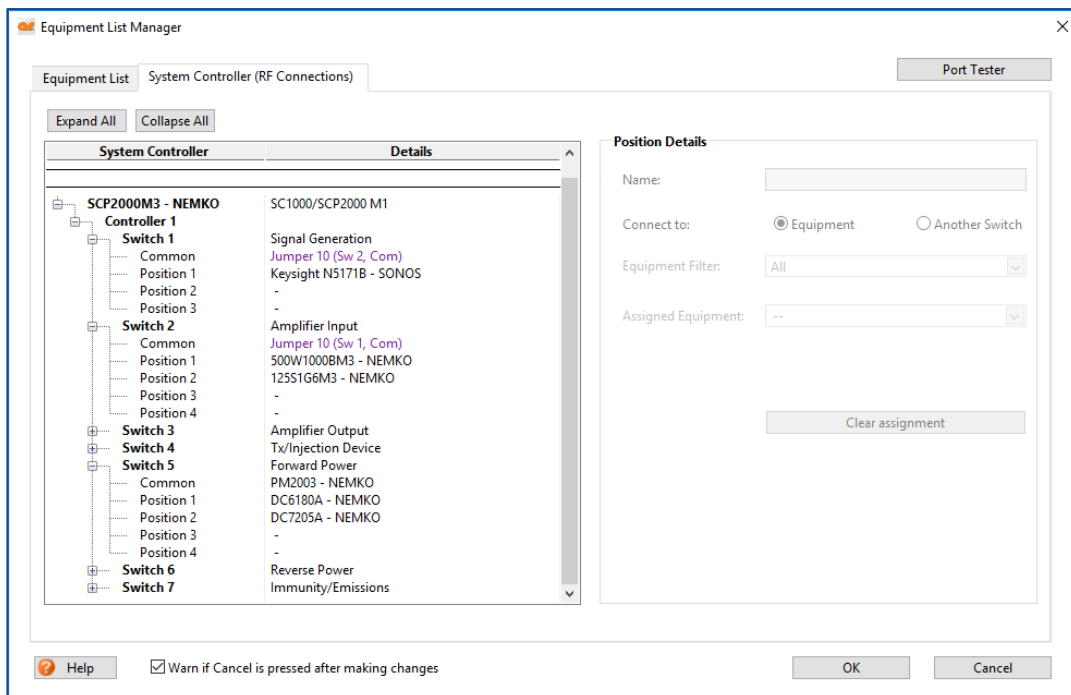 Equipment List Manager
Equipment List
System Controller (RF Connections)
Port Tester
Expand All
Collapse All
System Controller Details
SCP2000M3 - NEMKO SC1000/SCP2000 M1
Controller 1
Switch 1 Signal Generation
Common Jumper 10 (Sw 2, Com)
Position 1 Keysight N5171B - SONOS
Position 2 -
Position 3 -
Switch 2 Amplifier Input
Common Jumper 10 (Sw 1, Com)
Position 1 500W1000BM3 - NEMKO
Position 2 125S1G6M3 - NEMKO
Position 3 -
Position 4 -
Switch 3 Amplifier Output
Switch 4 Tx/Injection Device
Switch 5 Forward Power
Common PM2003 - NEMKO
Position 1 DC6180A - NEMKO
Position 2 DC7205A - NEMKO
Position 3 -
Position 4 -
Switch 6 Reverse Power
Switch 7 Immunity/Emissions
Position Details
Name:
Connect to: Equipment Another Switch
Equipment Filter: All
Assigned Equipment: --
Clear assignment
Help
Warn if Cancel is pressed after making changes
OK
Cancel